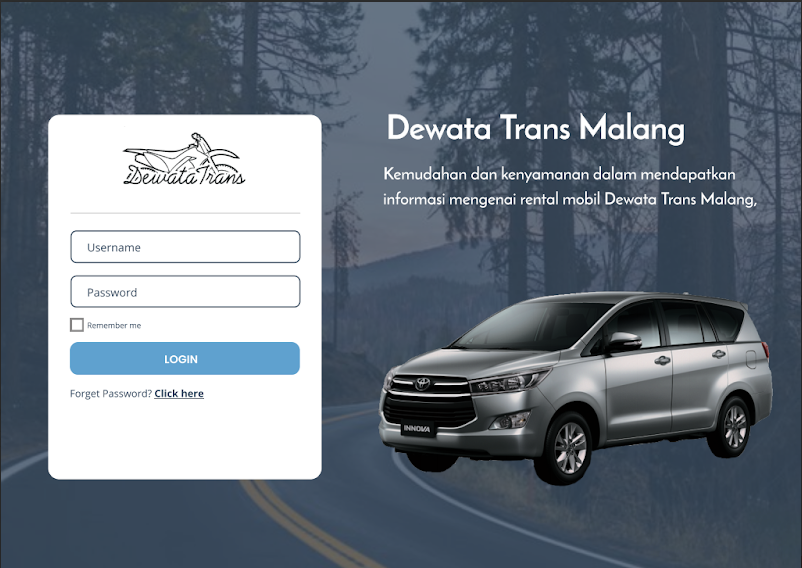 Dewata Trans
Username
Password
Remember me
LOGIN
Forget Password? Click here
Dewata Trans Malang
Kemudahan dan kenyamanan dalam mendapatkan
informasi mengenai rental mobil Dewata Trans Malang,
INNOVA